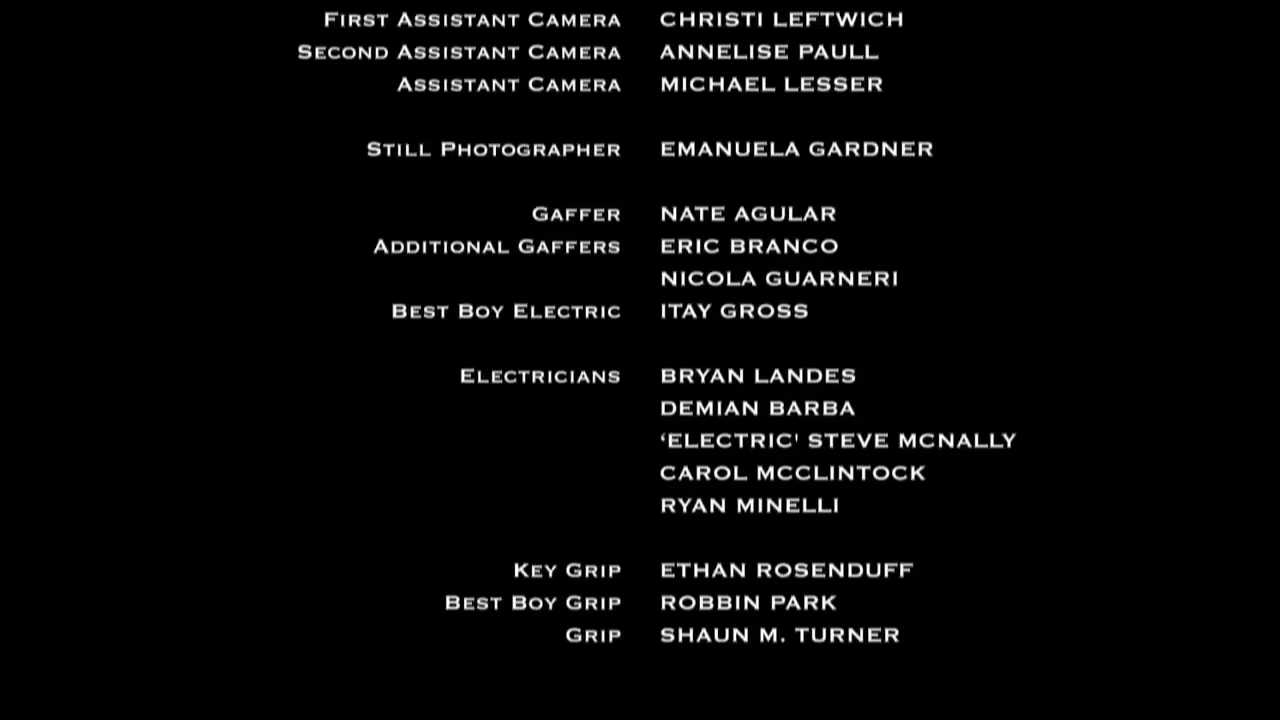 First Assistant Camera CHRISTI LEFTWICH
Second Assistant Camera ANNELISE PAULL
Assistant Camera MICHAEL LESSER
Still Photographer EMANUELA GARDNER
Gaffer NATE AGULAR
Additional Gaffers ERIC BRANCO
NICOLA GUARNERI
Best Boy Electric ITAY GROSS
Electricians BRYAN LANDES
DEMIAN BARBA
‘ELECTRIC' STEVE MCNALLY
CAROL MCCLINTOCK
RYAN MINELLI
Key Grip ETHAN ROSENDUFF
Best Boy Grip ROBBIN PARK
Grip SHAUN M. TURNER